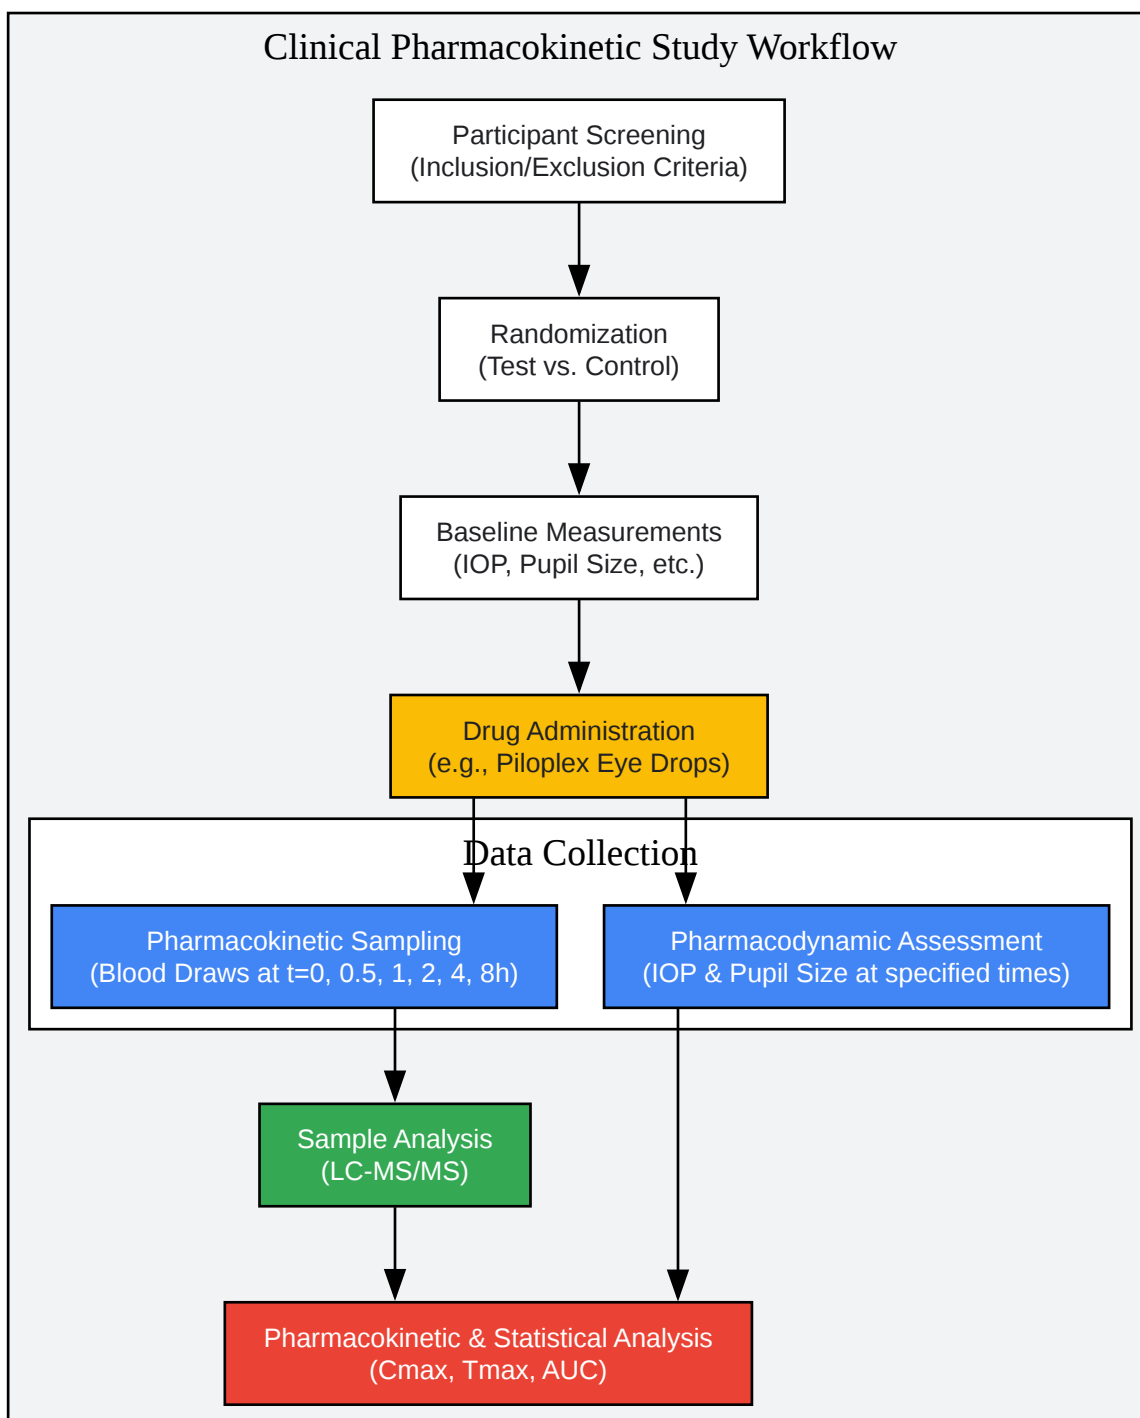 Clinical Pharmacokinetic Study Workflow
Participant Screening
(Inclusion/Exclusion Criteria)
Randomization
(Test vs. Control)
Baseline Measurements
(IOP, Pupil Size, etc.)
Drug Administration
(e.g., Piloplex Eye Drops)
Data Collection
Pharmacokinetic Sampling
(Blood Draws at t=0, 0.5, 1, 2, 4, 8h)
Pharmacodynamic Assessment
(IOP & Pupil Size at specified times)
Sample Analysis
(LC-MS/MS)
Pharmacokinetic & Statistical Analysis
(Cmax, Tmax, AUC)